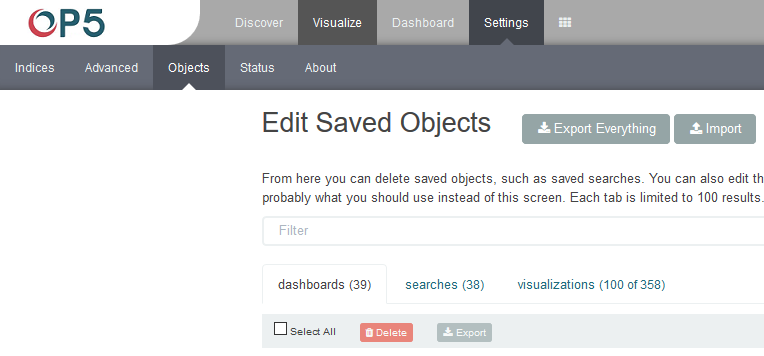 OP5
Discover Visualize Dashboard Settings
Indices Advanced Objects Status About
Edit Saved Objects Export Everything Import
From here you can delete saved objects, such as saved searches. You can also edit th
probably what you should use instead of this screen. Each tab is limited to 100 results.
Filter
dashboards (39) searches (38) visualizations (100 of 358)
Select All Delete Export